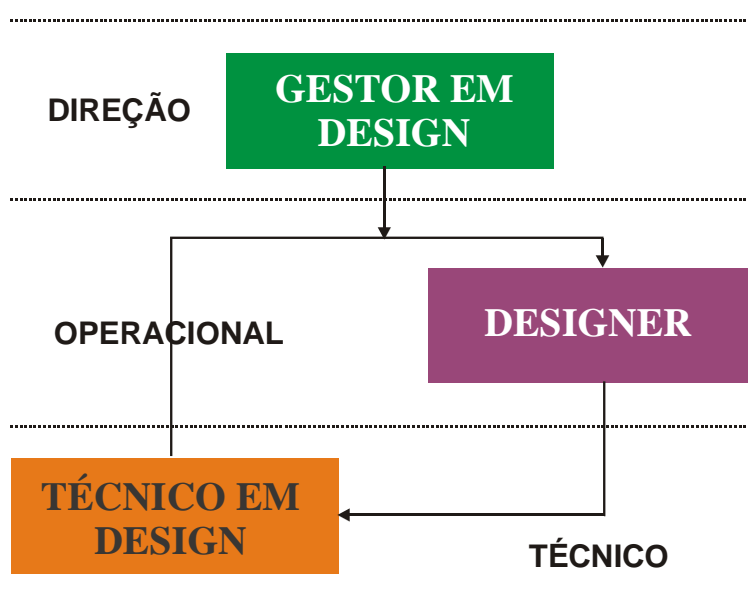 DIREÇÃO
GESTOR EM
DESIGN
OPERACIONAL
DESIGNER
TÉCNICO EM
DESIGN
TÉCNICO